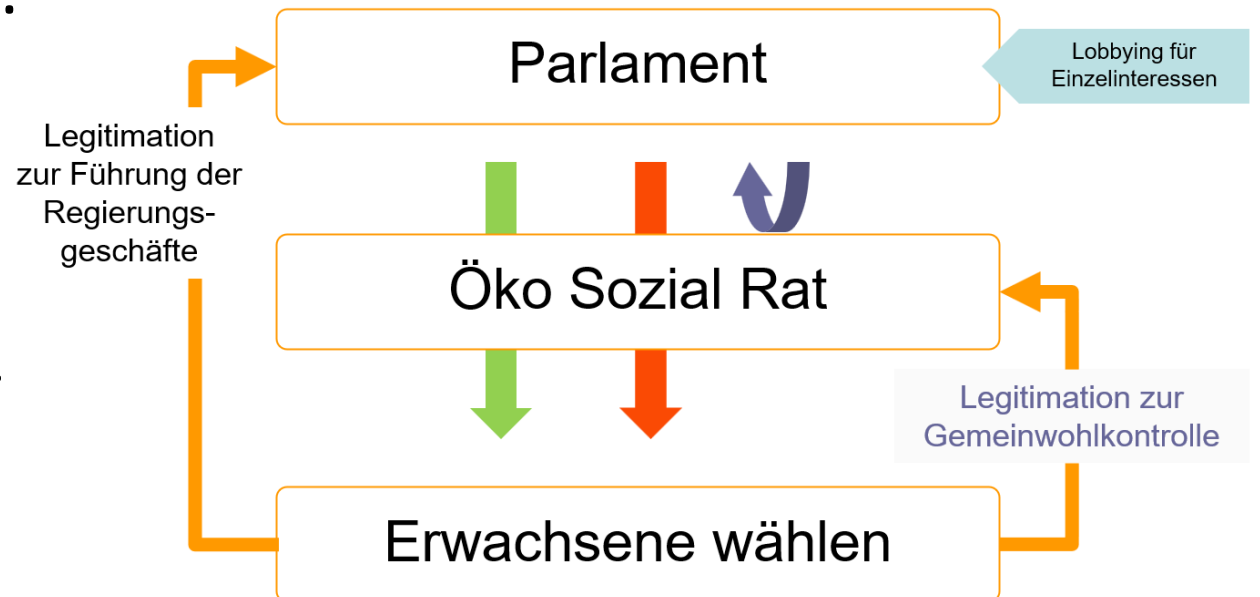 Parlament
Lobbying für
Einzelinteressen
Legitimation
zur Führung der
Regierungs-
geschäfte
Öko Sozial Rat
Legitimation zur
Gemeinwohlkontrolle
Erwachsene wählen